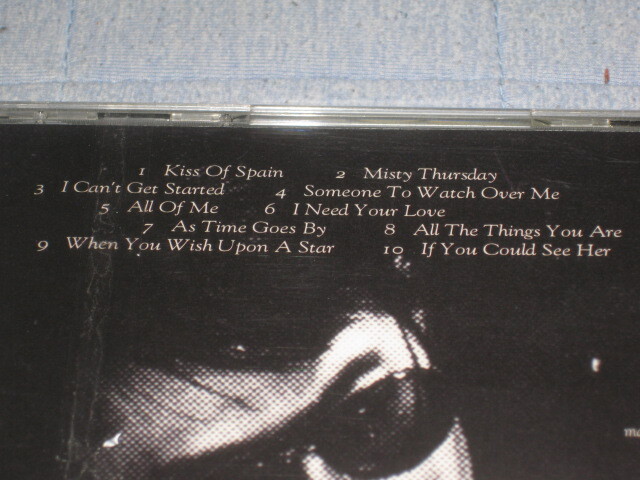 1 Kiss Of Spain 2 Misty Thursday
3 I Can't Get Started 4 Someone To Watch Over Me
5 All Of Me 6 I Need Your Love
7 As Time Goes By 8 All The Things You Are
9 When You Wish Upon A Star 10 If You Could See Her